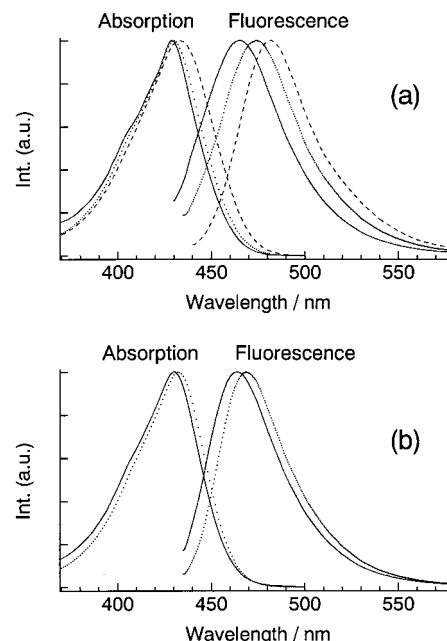 Absorption Fluorescence
(a)
Int. (a.u.)
400 450 500 550
Wavelength / nm
Absorption Fluorescence
(b)
Int. (a.u.)
400 450 500 550
Wavelength / nm